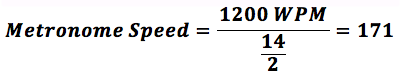 Metronome Speed = 1200 WPM / (14 / 2) = 171